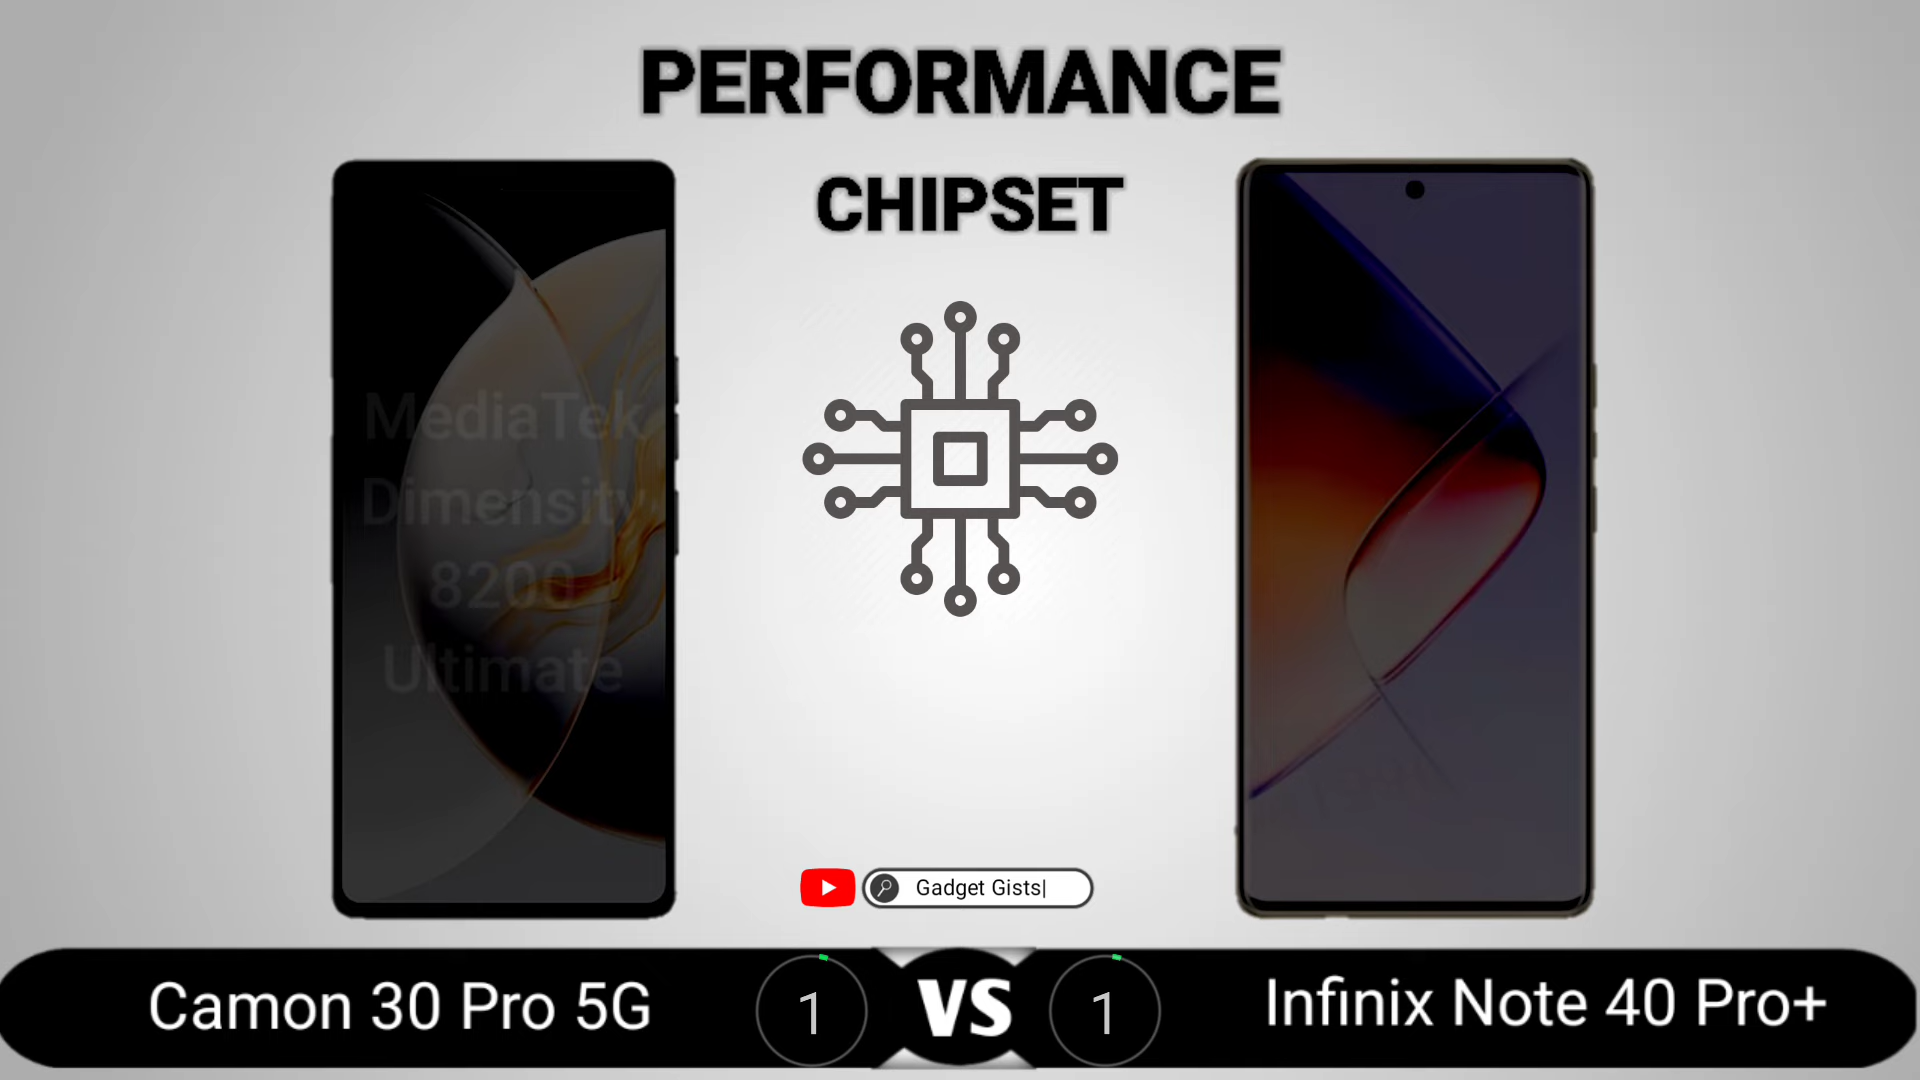 PERFORMANCE
CHIPSET
MediaTek
Dimensity
8200
Ultimate
Gadget Gists|
Camon 30 Pro 5G
1
VS
1
Infinix Note 40 Pro+